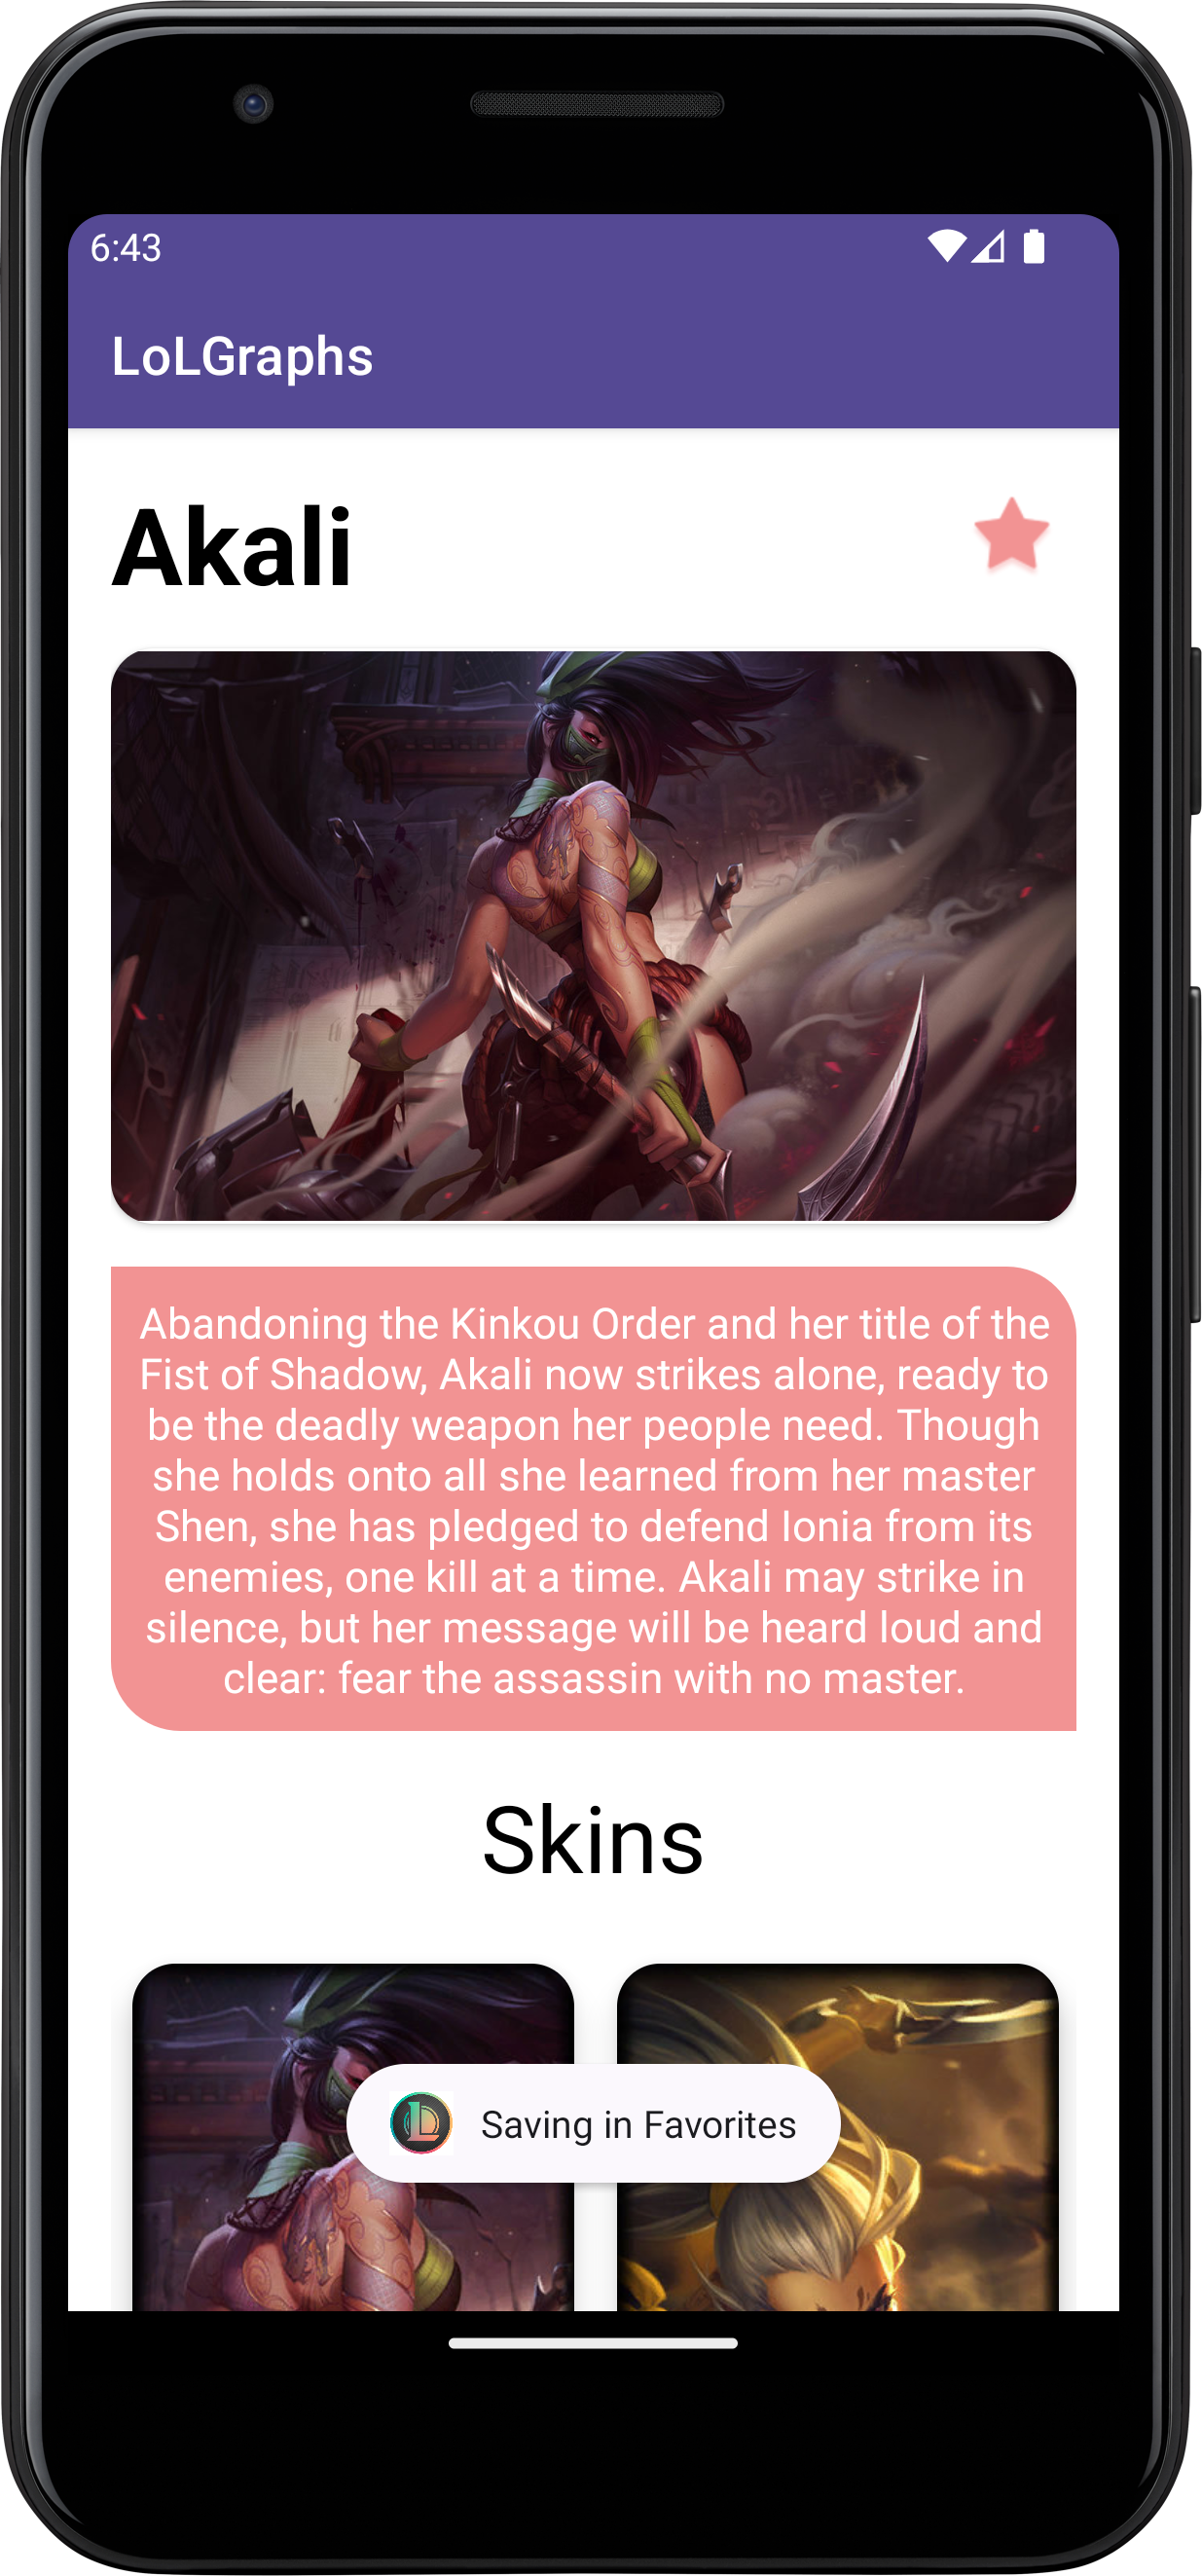 6:43
LoLGraphs
Akali
Abandoning the Kinkou Order and her title of the
Fist of Shadow, Akali now strikes alone, ready to
be the deadly weapon her people need. Though
she holds onto all she learned from her master
Shen, she has pledged to defend Ionia from its
enemies, one kill at a time. Akali may strike in
silence, but her message will be heard loud and
clear: fear the assassin with no master.
Skins
Saving in Favorites